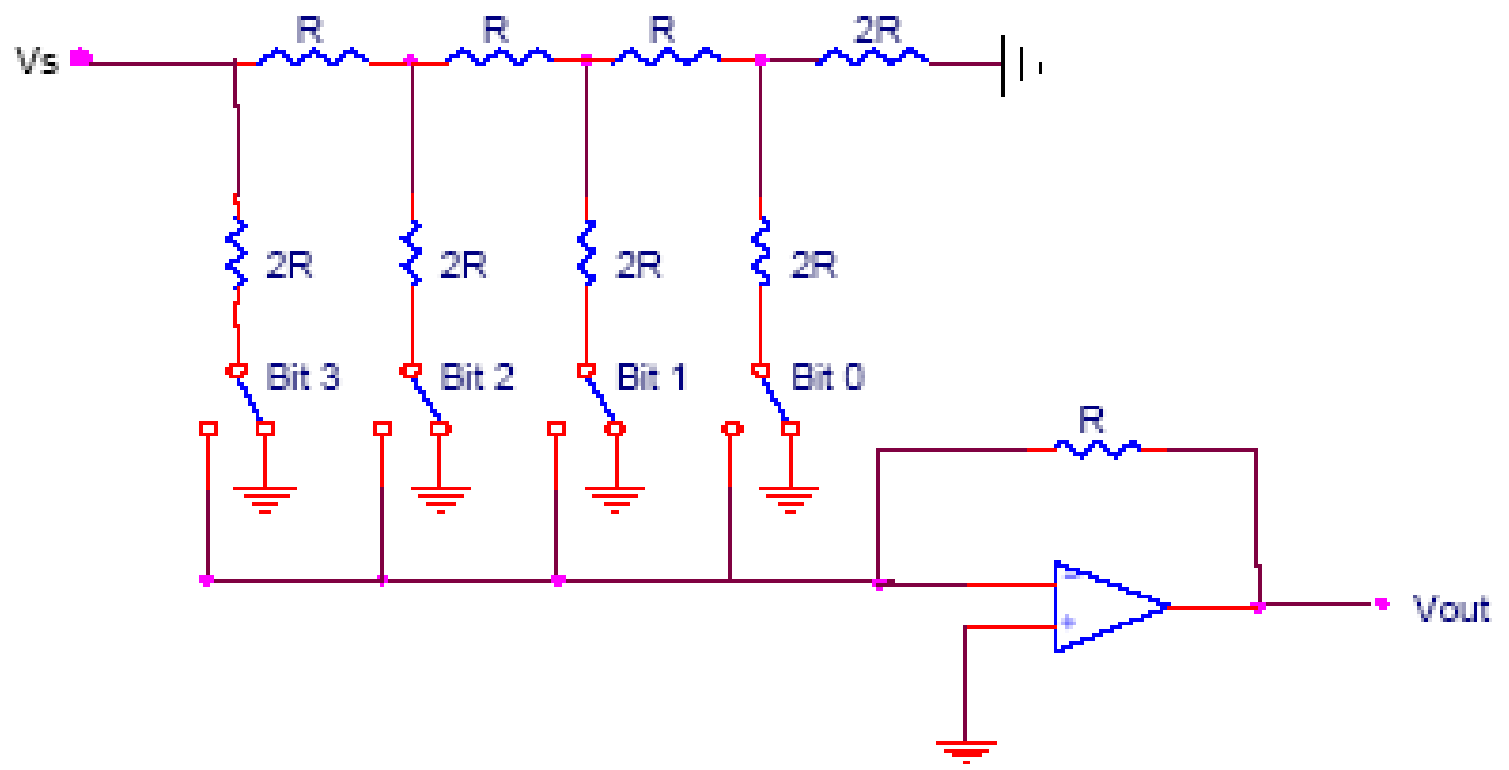 R R R 2R
Vs
2R 2R 2R 2R
Bit 3 Bit 2 Bit 1 Bit 0
R
−
+
Vout